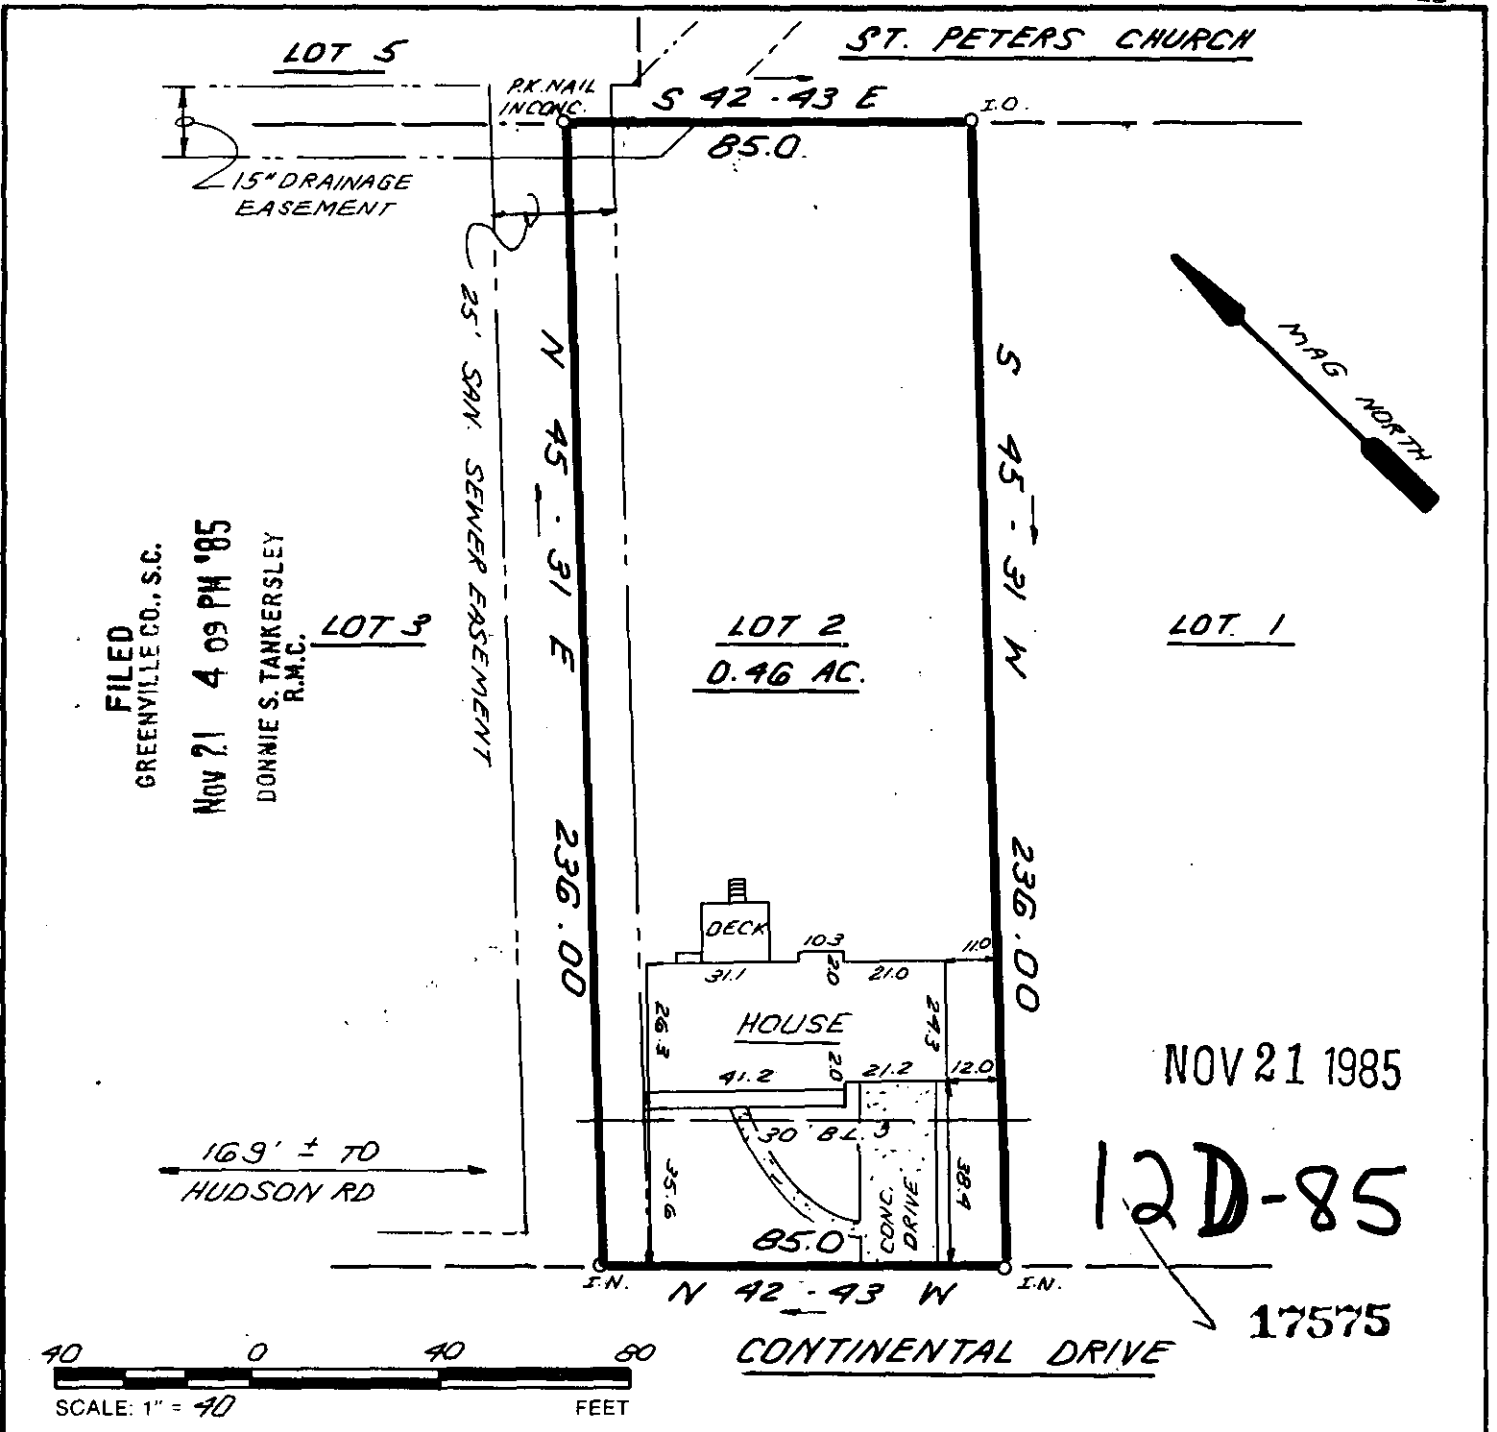 LOT 5
ST. PETERS CHURCH
P.K. NAIL
IN CONC.
S 42-43 E
I.O.
85.0
15" DRAINAGE
EASEMENT
25' SAN. SEWER EASEMENT
N 45-31 E
236.00
S 45-31 W
236.00
MAG NORTH
FILED
GREENVILLE CO., S.C.
NOV 21 4 09 PM '85
DONNIE S. TANKERSLEY
R.M.C.
LOT 3
LOT 2
0.46 AC.
LOT 1
DECK
10.3
11.0
31.1
2.0
21.0
26.3
HOUSE
24.3
41.2
2.0
21.2
12.0
30' B.L.
35.6
CONC.
DRIVE
38.4
85.0
NOV 21 1985
169' ± TO
HUDSON RD
12D-85
I.N.
N 42-43 W
I.N.
17575
CONTINENTAL DRIVE
40 0 40 80
SCALE: 1" = 40 FEET